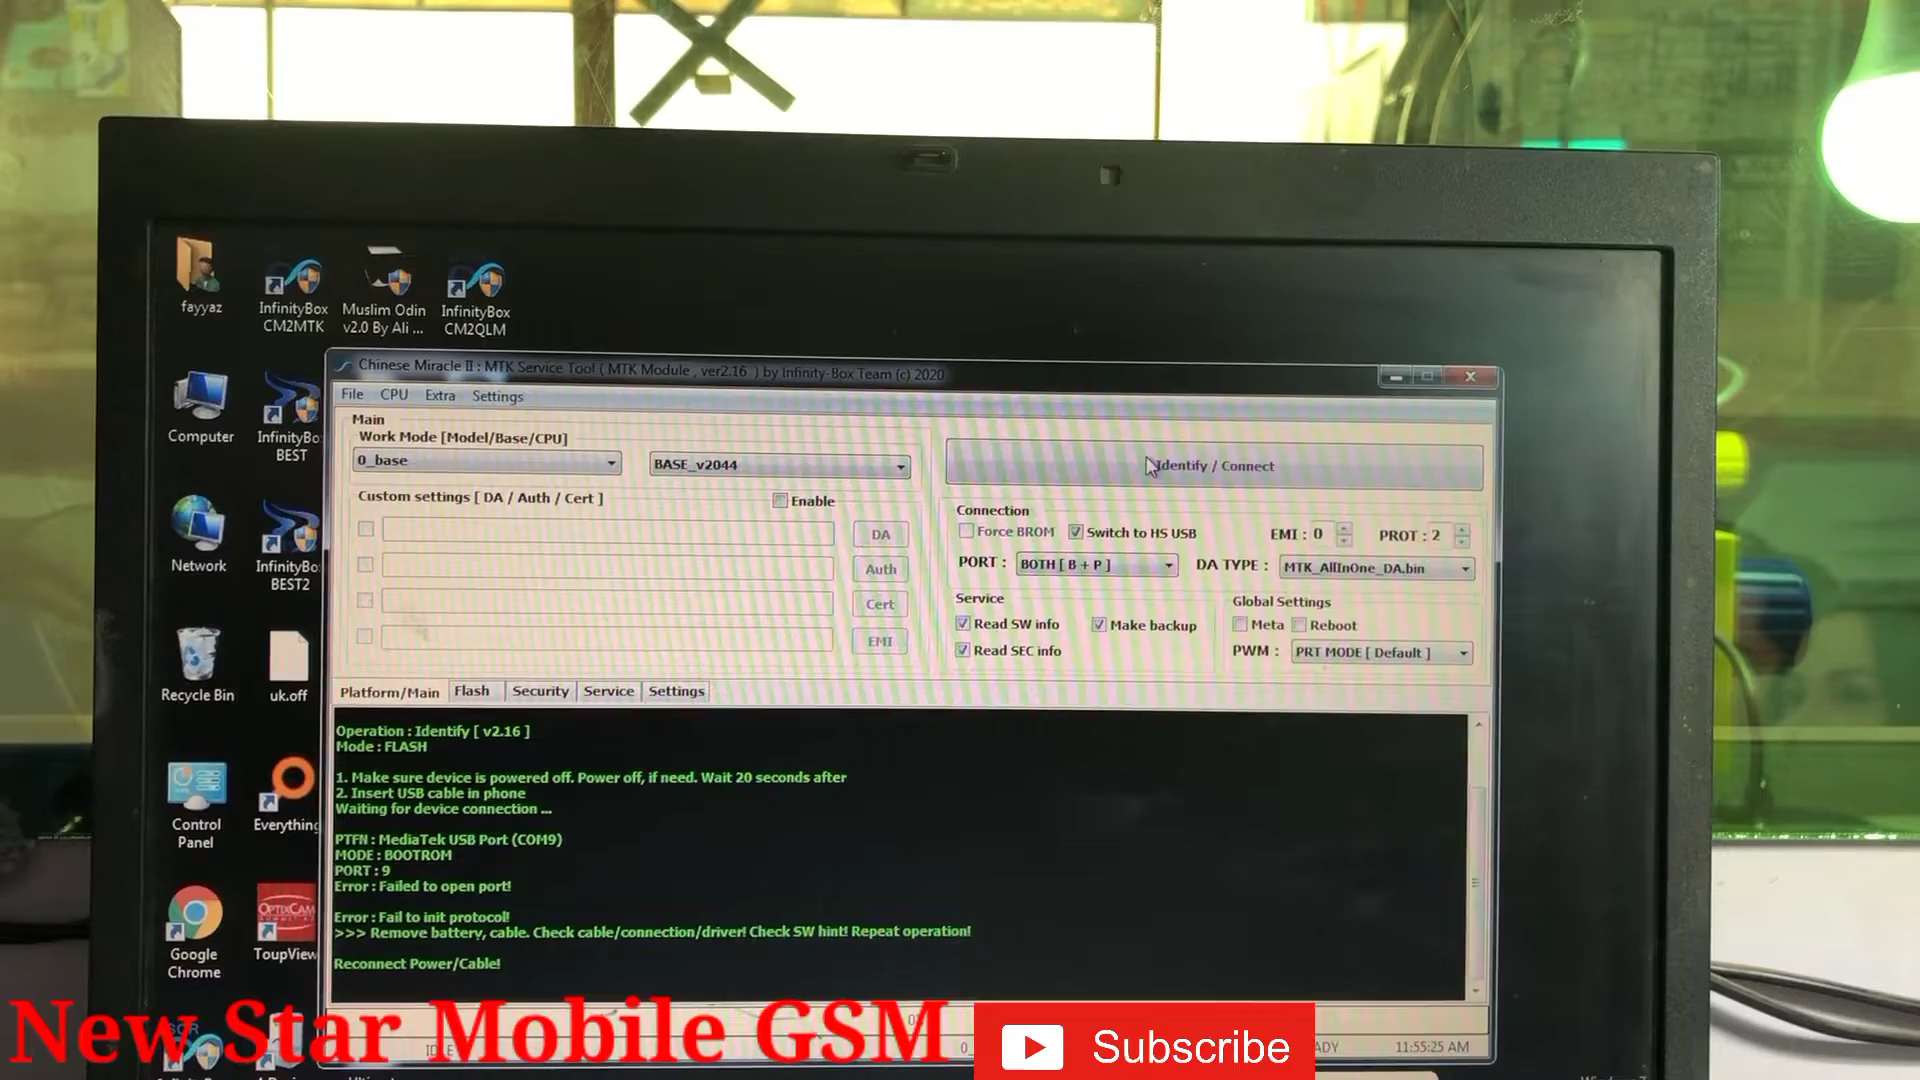 fayyaz
InfinityBox
CM2MTK
Muslim Odin
v2.0 By Ali ...
InfinityBox
CM2QLM
Computer
InfinityBo
BEST
Network
InfinityBo
BEST2
Recycle Bin
uk.off
Control
Panel
Everything
Google
Chrome
OPTIXCAM
ToupView
Chinese Miracle II : MTK Service Tool ( MTK Module , ver2.16 ) by Infinity-Box Team (c) 2020
File CPU Extra Settings
Main
Work Mode [Model/Base/CPU]
0_base BASE_v2044
Identify / Connect
Custom settings [ DA / Auth / Cert ] Enable
DA
Auth
Cert
EMI
Connection
Force BROM Switch to HS USB EMI : 0 PROT : 2
PORT : BOTH [ B + P ] DA TYPE : MTK_AllInOne_DA.bin
Service Global Settings
Read SW info Make backup Meta Reboot
Read SEC info PWM : PRT MODE [ Default ]
Platform/Main Flash Security Service Settings
Operation : Identify [ v2.16 ]
Mode : FLASH
1. Make sure device is powered off. Power off, if need. Wait 20 seconds after
2. Insert USB cable in phone
Waiting for device connection ...
PTFN : MediaTek USB Port (COM9)
MODE : BOOTROM
PORT : 9
Error : Failed to open port!
Error : Fail to init protocol!
>>> Remove battery, cable. Check cable/connection/driver! Check SW hint! Repeat operation!
Reconnect Power/Cable!
11:55:25 AM
New Star Mobile GSM
Subscribe